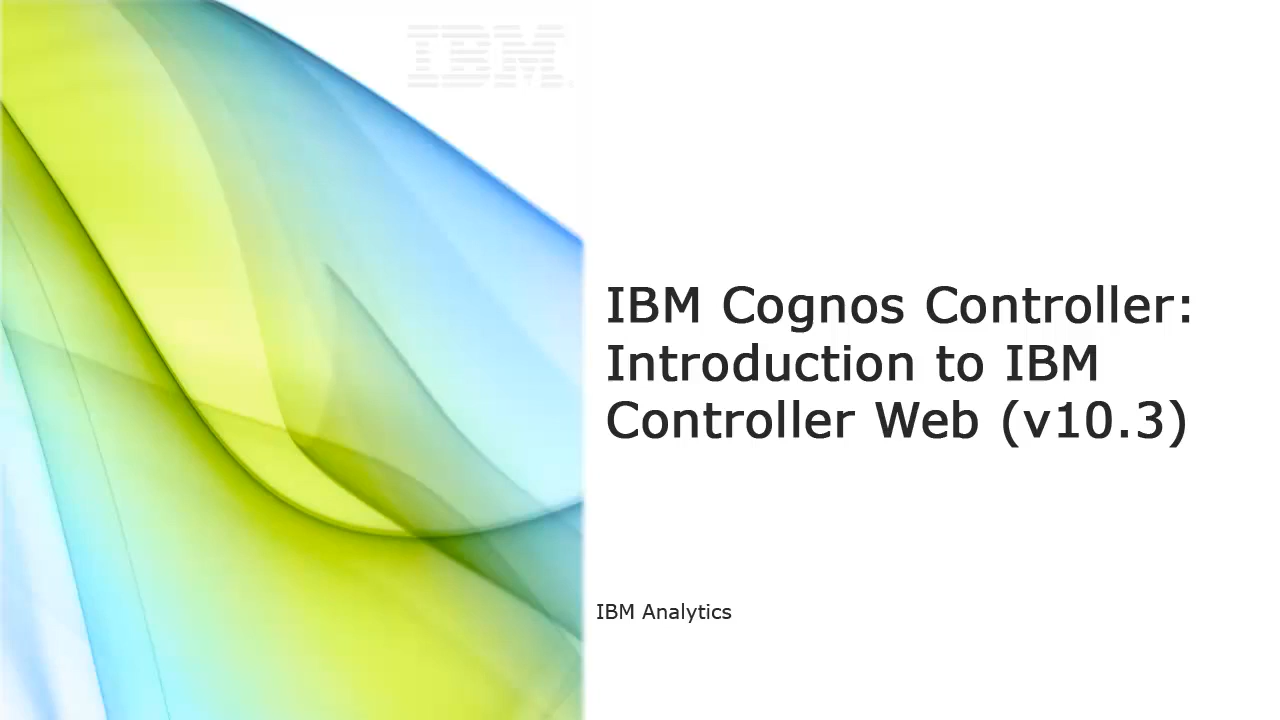 IBM
IBM Cognos Controller:
Introduction to IBM
Controller Web (v10.3)
IBM Analytics